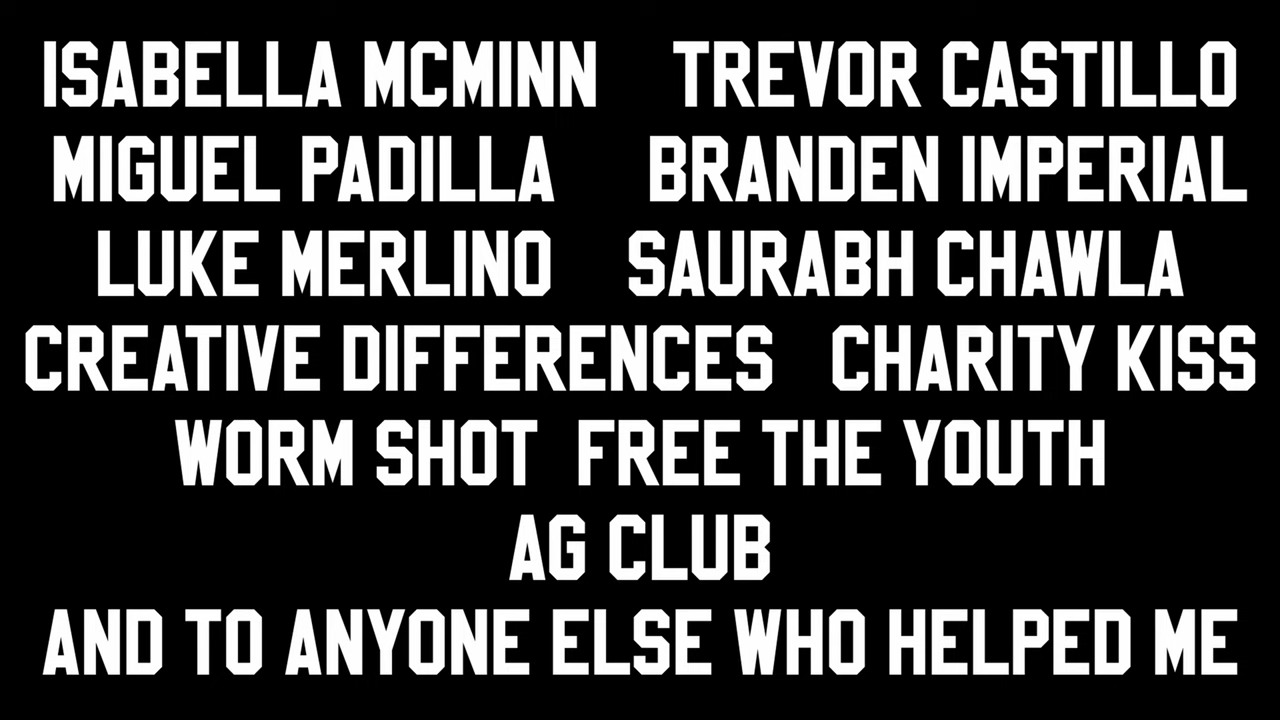 ISABELLA MCMINN TREVOR CASTILLO
MIGUEL PADILLA BRANDEN IMPERIAL
LUKE MERLINO SAURABH CHAWLA
CREATIVE DIFFERENCES CHARITY KISS
WORM SHOT FREE THE YOUTH
AG CLUB
AND TO ANYONE ELSE WHO HELPED ME